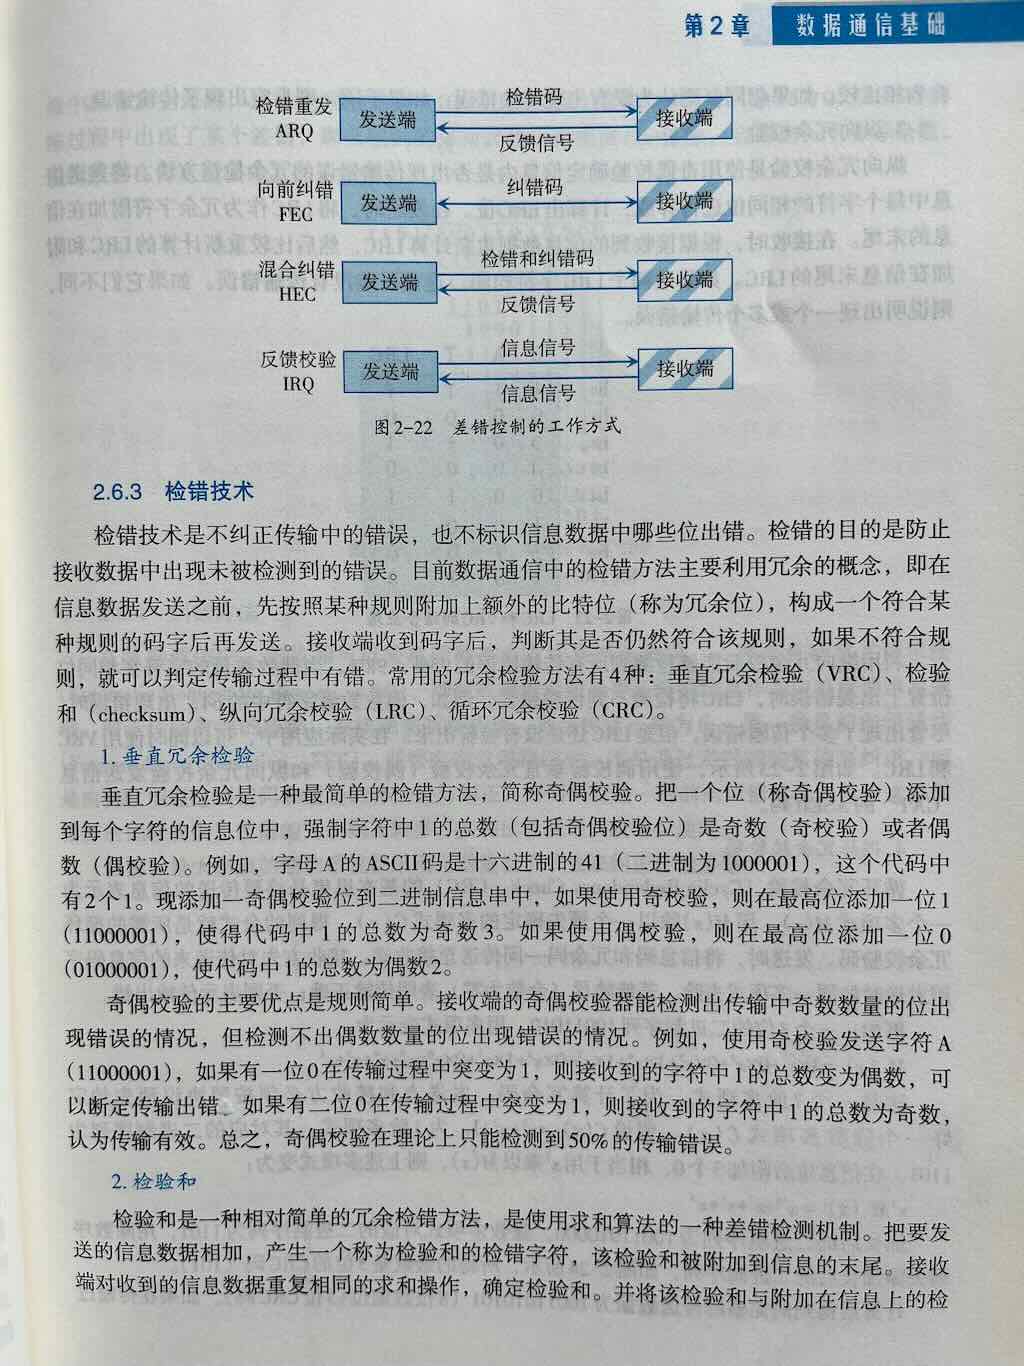 第2章 数据通信基础
检错重发
ARQ
发送端
检错码
反馈信号
接收端
向前纠错
FEC
发送端
纠错码
接收端
混合纠错
HEC
发送端
检错和纠错码
反馈信号
接收端
反馈校验
IRQ
发送端
信息信号
信息信号
接收端
图2-22 差错控制的工作方式
2.6.3 检错技术
检错技术是不纠正传输中的错误，也不标识信息数据中哪些位出错。检错的目的是防止
接收数据中出现未被检测到的错误。目前数据通信中的检错方法主要利用冗余的概念，即在
信息数据发送之前，先按照某种规则附加上额外的比特位（称为冗余位），构成一个符合某
种规则的码字后再发送。接收端收到码字后，判断其是否仍然符合该规则，如果不符合规
则，就可以判定传输过程中有错。常用的冗余检验方法有4种：垂直冗余检验（VRC）、检验
和（checksum）、纵向冗余校验（LRC）、循环冗余校验（CRC）。
1. 垂直冗余检验
垂直冗余检验是一种最简单的检错方法，简称奇偶校验。把一个位（称奇偶校验）添加
到每个字符的信息位中，强制字符中1的总数（包括奇偶校验位）是奇数（奇校验）或者偶
数（偶校验）。例如，字母A的ASCII码是十六进制的41（二进制为1000001），这个代码中
有2个1。现添加一奇偶校验位到二进制信息串中，如果使用奇校验，则在最高位添加一位1
（11000001），使得代码中1的总数为奇数3。如果使用偶校验，则在最高位添加一位0
（01000001），使代码中1的总数为偶数2。
奇偶校验的主要优点是规则简单。接收端的奇偶校验器能检测出传输中奇数数量的位出
现错误的情况，但检测不出偶数数量的位出现错误的情况。例如，使用奇校验发送字符A
（11000001），如果有一位0在传输过程中突变为1，则接收到的字符中1的总数变为偶数，可
以断定传输出错。如果有二位0在传输过程中突变为1，则接收到的字符中1的总数为奇数，
认为传输有效。总之，奇偶校验在理论上只能检测到50%的传输错误。
2. 检验和
检验和是一种相对简单的冗余检错方法，是使用求和算法的一种差错检测机制。把要发
送的信息数据相加，产生一个称为检验和的检错字符，该检验和被附加到信息的末尾。接收
端对收到的信息数据重复相同的求和操作，确定检验和。并将该检验和与附加在信息上的检